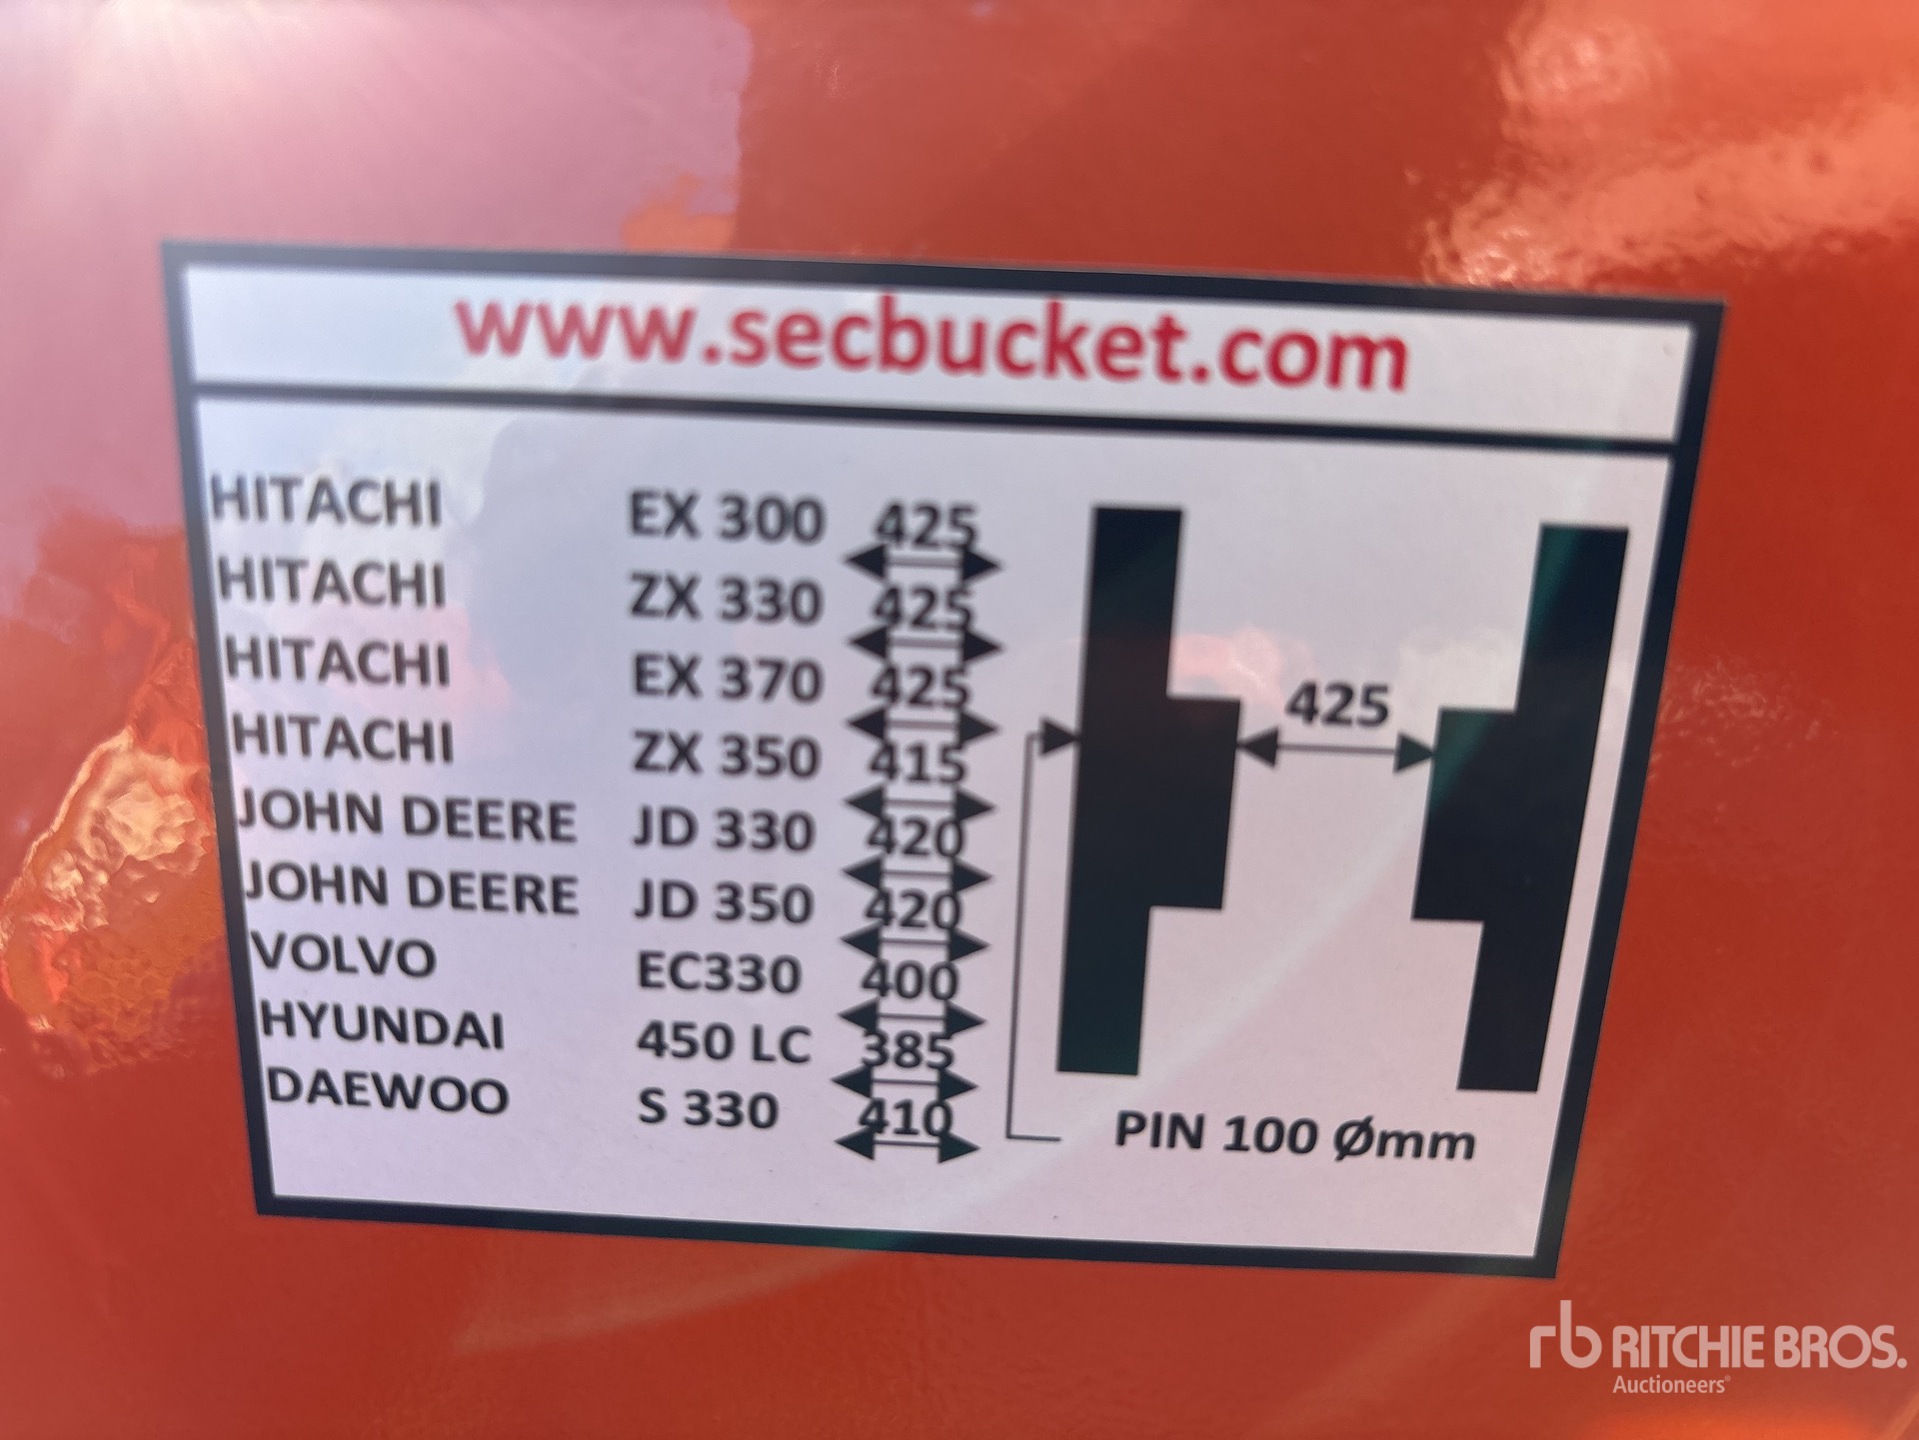 www.secbucket.com
HITACHI EX 300 425
HITACHI ZX 330 425
HITACHI EX 370 425
HITACHI ZX 350 415
JOHN DEERE JD 330 420
JOHN DEERE JD 350 420
VOLVO EC330 400
HYUNDAI 450 LC 385
DAEWOO S 330 410
425
PIN 100 Ømm
rb RITCHIE BROS.
Auctioneers®